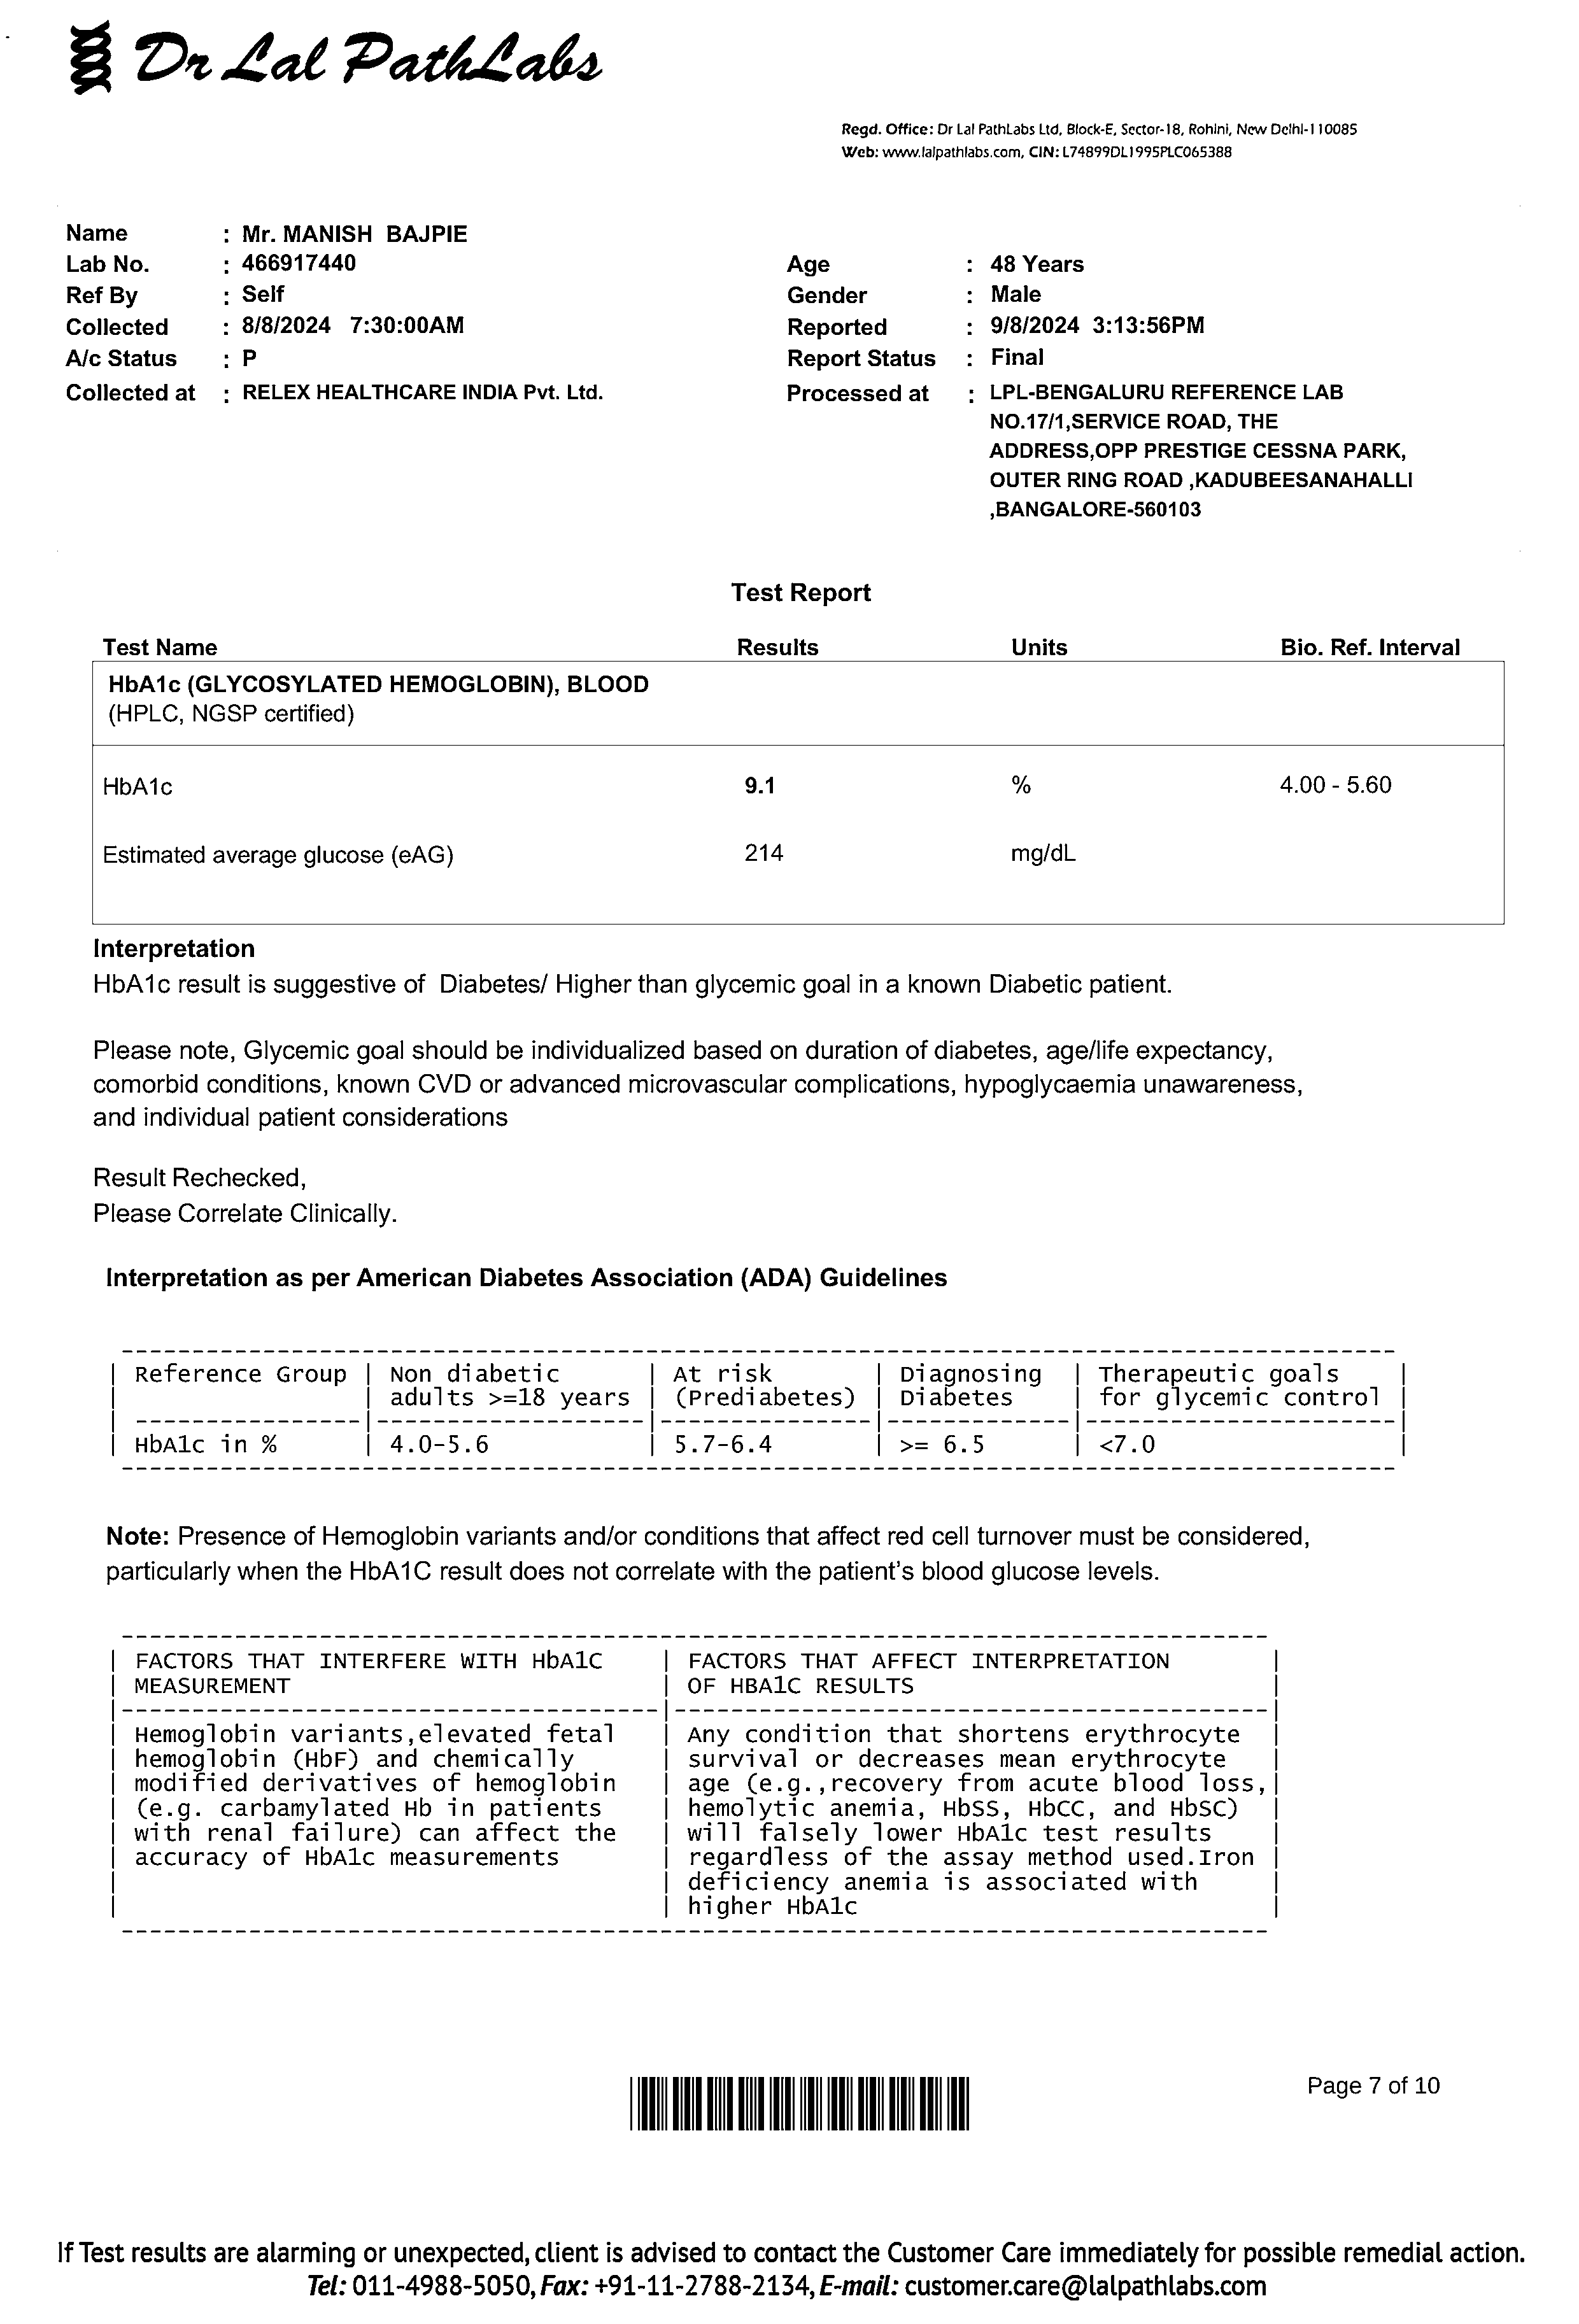 Dr Lal PathLabs
Regd. Office: Dr Lal PathLabs Ltd, Block-E, Sector-18, Rohini, New Delhi-110085
Web: www.lalpathlabs.com, CIN: L74899DL1995PLC065388
Name : Mr. MANISH BAJPIE
Lab No. : 466917440 Age : 48 Years
Ref By : Self Gender : Male
Collected : 8/8/2024 7:30:00AM Reported : 9/8/2024 3:13:56PM
A/c Status : P Report Status : Final
Collected at : RELEX HEALTHCARE INDIA Pvt. Ltd. Processed at : LPL-BENGALURU REFERENCE LAB
NO.17/1,SERVICE ROAD, THE
ADDRESS,OPP PRESTIGE CESSNA PARK,
OUTER RING ROAD ,KADUBEESANAHALLI
,BANGALORE-560103
Test Report
Test Name Results Units Bio. Ref. Interval
HbA1c (GLYCOSYLATED HEMOGLOBIN), BLOOD
(HPLC, NGSP certified)
HbA1c 9.1 % 4.00 - 5.60
Estimated average glucose (eAG) 214 mg/dL
Interpretation
HbA1c result is suggestive of Diabetes/ Higher than glycemic goal in a known Diabetic patient.
Please note, Glycemic goal should be individualized based on duration of diabetes, age/life expectancy,
comorbid conditions, known CVD or advanced microvascular complications, hypoglycaemia unawareness,
and individual patient considerations
Result Rechecked,
Please Correlate Clinically.
Interpretation as per American Diabetes Association (ADA) Guidelines
Reference Group | Non diabetic | At risk | Diagnosing | Therapeutic goals
adults >=18 years | (Prediabetes) | Diabetes | for glycemic control
HbA1c in % | 4.0-5.6 | 5.7-6.4 | >= 6.5 | <7.0
Note: Presence of Hemoglobin variants and/or conditions that affect red cell turnover must be considered,
particularly when the HbA1C result does not correlate with the patient's blood glucose levels.
FACTORS THAT INTERFERE WITH HbA1C | FACTORS THAT AFFECT INTERPRETATION
MEASUREMENT | OF HBA1C RESULTS
Hemoglobin variants,elevated fetal | Any condition that shortens erythrocyte
hemoglobin (HbF) and chemically | survival or decreases mean erythrocyte
modified derivatives of hemoglobin | age (e.g.,recovery from acute blood loss,
(e.g. carbamylated Hb in patients | hemolytic anemia, HbSS, HbCC, and HbSC)
with renal failure) can affect the | will falsely lower HbA1c test results
accuracy of HbA1c measurements | regardless of the assay method used.Iron
deficiency anemia is associated with
higher HbA1c
Page 7 of 10
If Test results are alarming or unexpected, client is advised to contact the Customer Care immediately for possible remedial action.
Tel: 011-4988-5050, Fax: +91-11-2788-2134, E-mail: customer.care@lalpathlabs.com